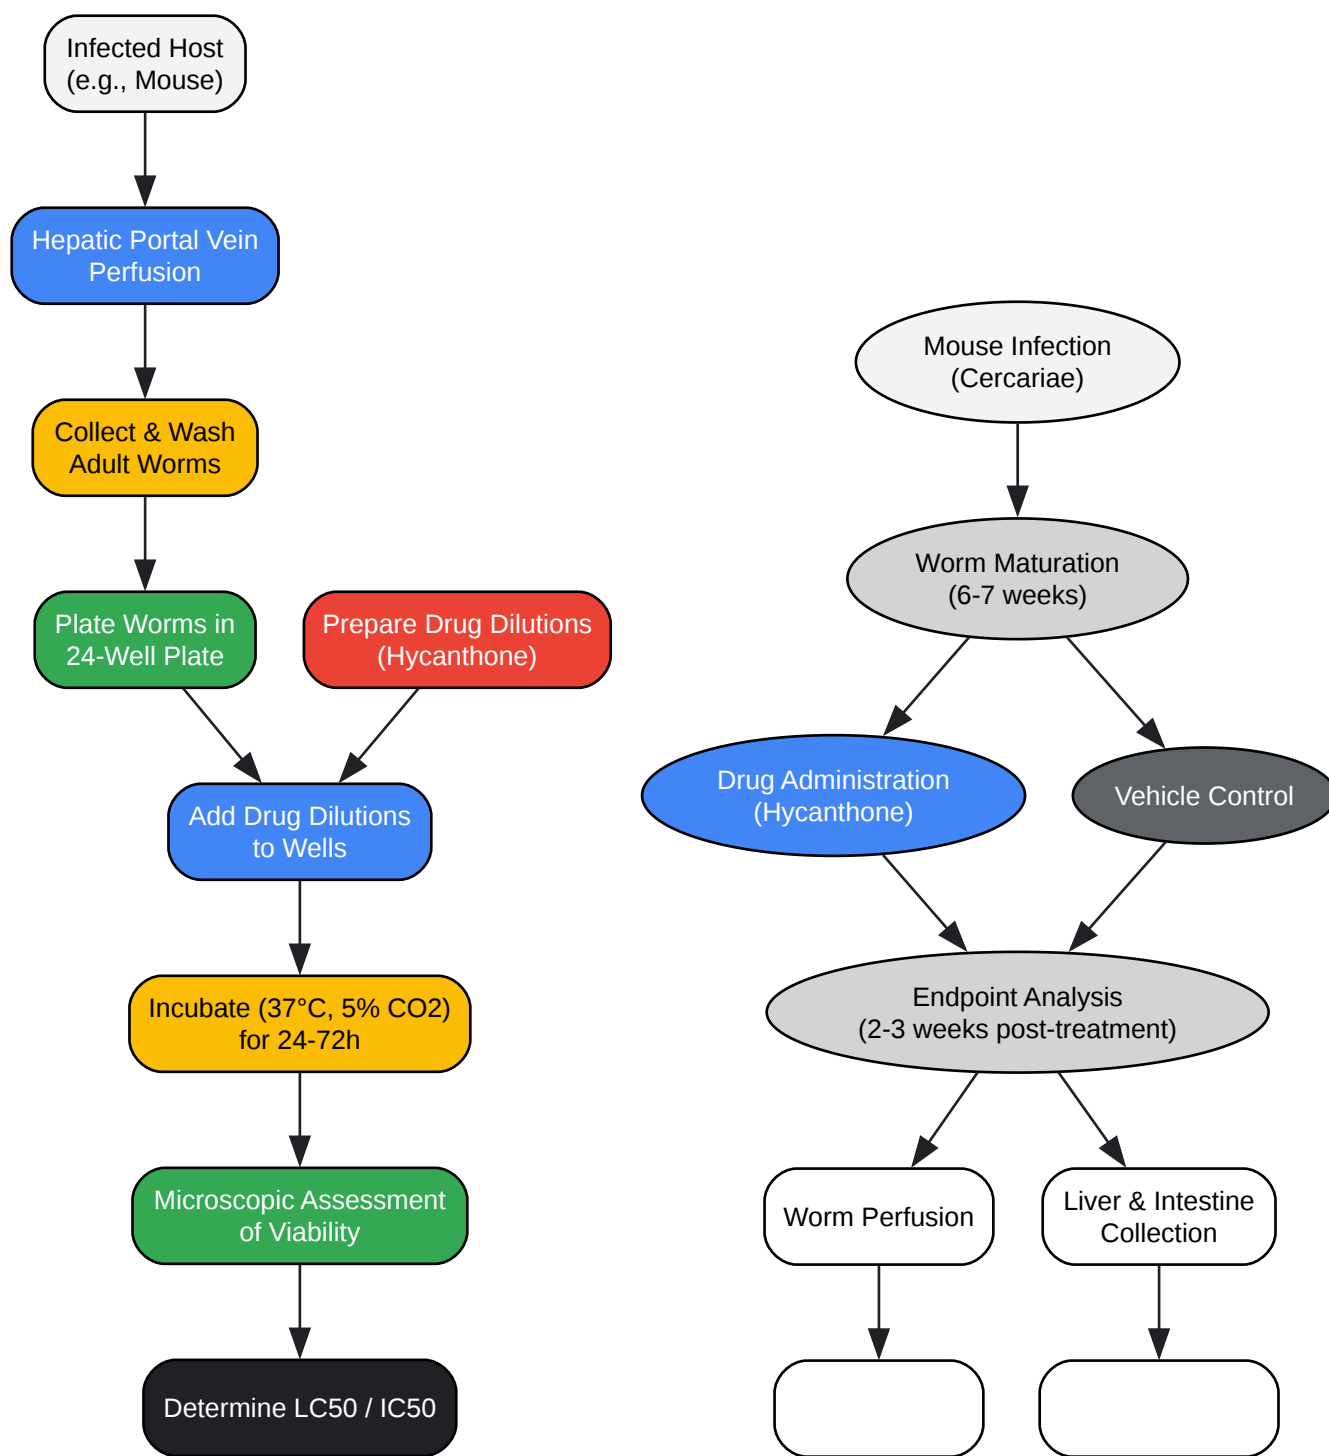 Infected Host
(e.g., Mouse)
Hepatic Portal Vein
Perfusion
Collect & Wash
Adult Worms
Plate Worms in
24-Well Plate
Prepare Drug Dilutions
(Hycanthone)
Add Drug Dilutions
to Wells
Incubate (37°C, 5% CO2)
for 24-72h
Microscopic Assessment
of Viability
Determine LC50 / IC50
Mouse Infection
(Cercariae)
Worm Maturation
(6-7 weeks)
Drug Administration
(Hycanthone)
Vehicle Control
Endpoint Analysis
(2-3 weeks post-treatment)
Worm Perfusion
Liver & Intestine
Collection